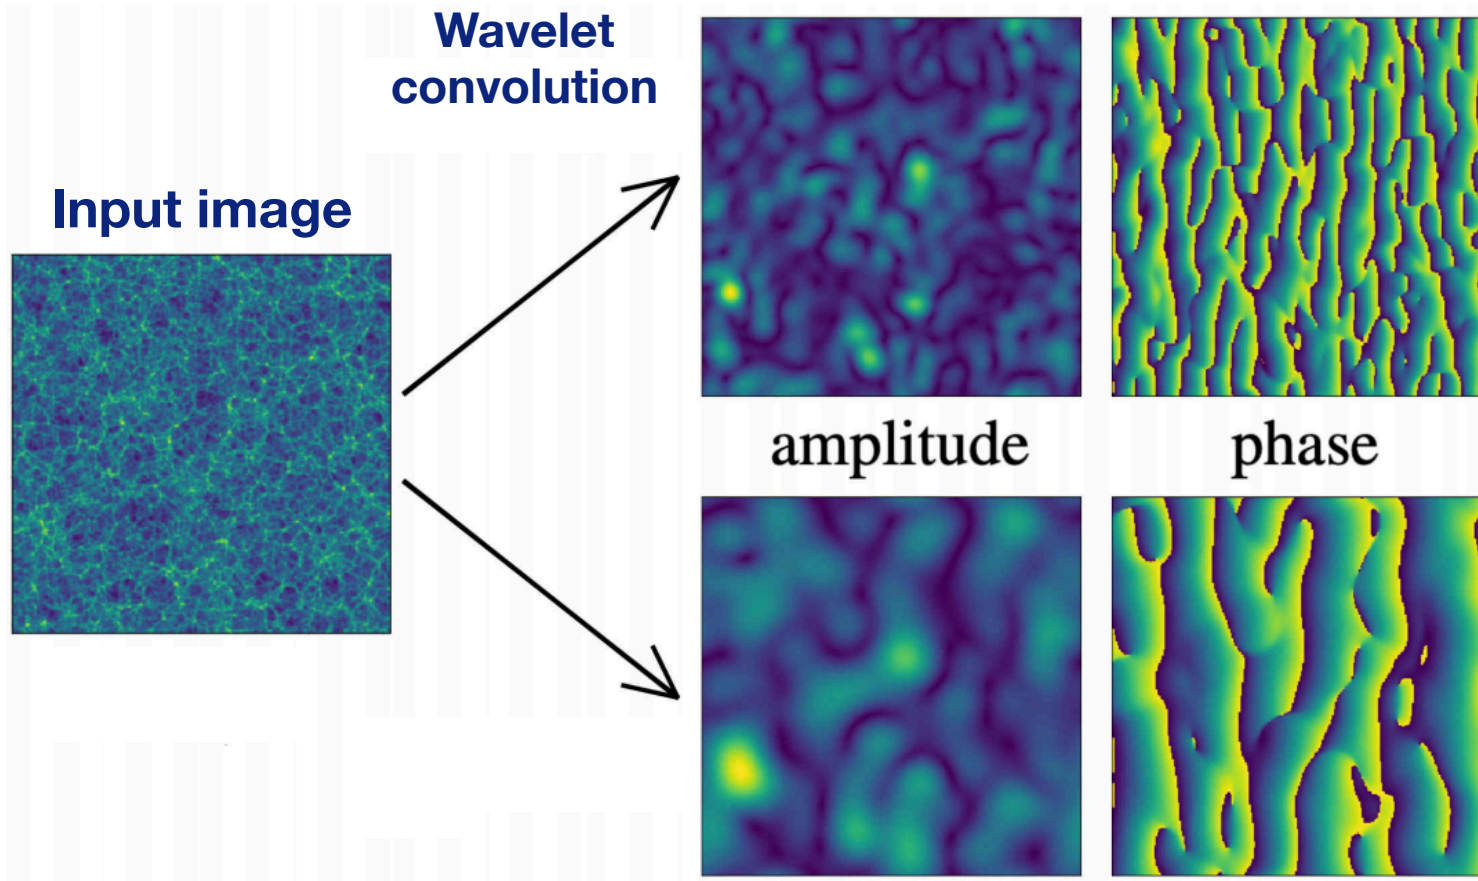 Wavelet
convolution
Input image
amplitude
phase